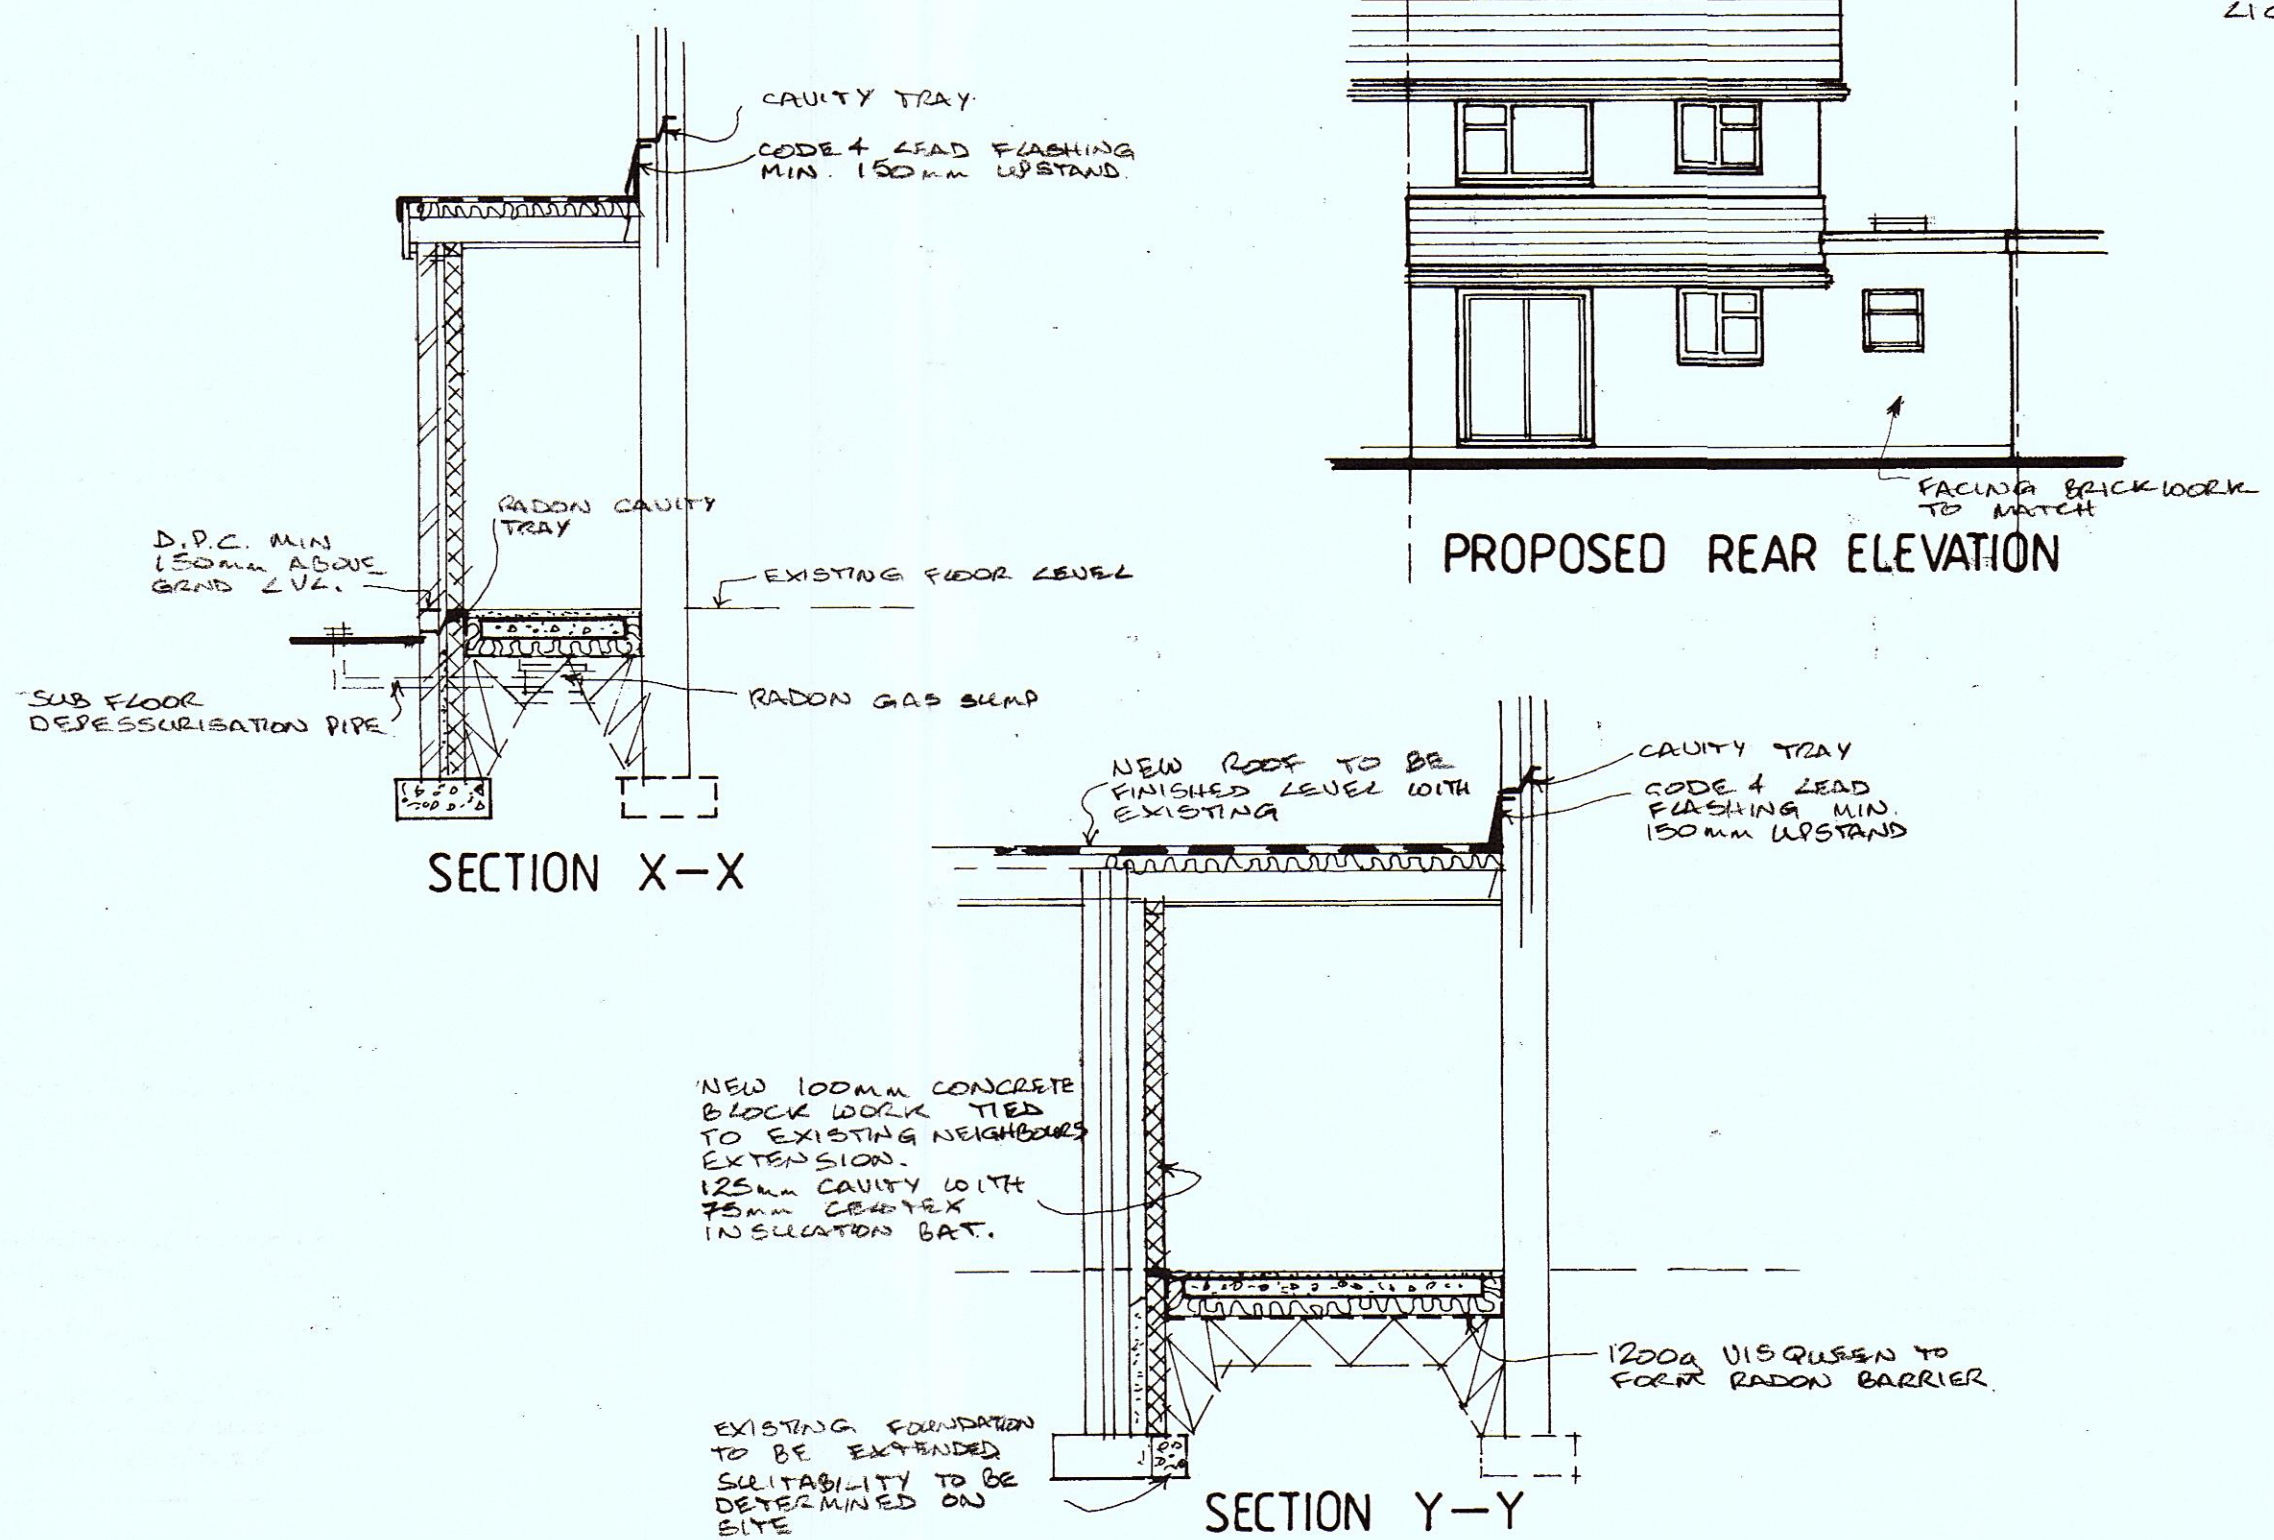 CAVITY TRAY.
CODE 4 LEAD FLASHING
MIN. 150mm UPSTAND.
RADON CAVITY
TRAY
D.P.C. MIN
150mm ABOVE
GRND LVL.
EXISTING FLOOR LEVEL
SUB FLOOR
DEPESSURISATION PIPE.
RADON GAS SUMP
SECTION X-X
FACING BRICKWORK
TO MATCH
PROPOSED REAR ELEVATION
NEW ROOF TO BE
FINISHED LEVEL WITH
EXISTING
CAVITY TRAY
CODE 4 LEAD
FLASHING MIN.
150mm UPSTAND
NEW 100mm CONCRETE
BLOCK WORK TIED
TO EXISTING NEIGHBOURS
EXTENSION.
125mm CAVITY WITH
75mm CELOTEX
INSULATON BAT.
1200g VISQUEEN TO
FORM RADON BARRIER.
EXISTING FOUNDATION
TO BE EXTENDED
SUITABILITY TO BE
DETERMINED ON
SITE
SECTION Y-Y